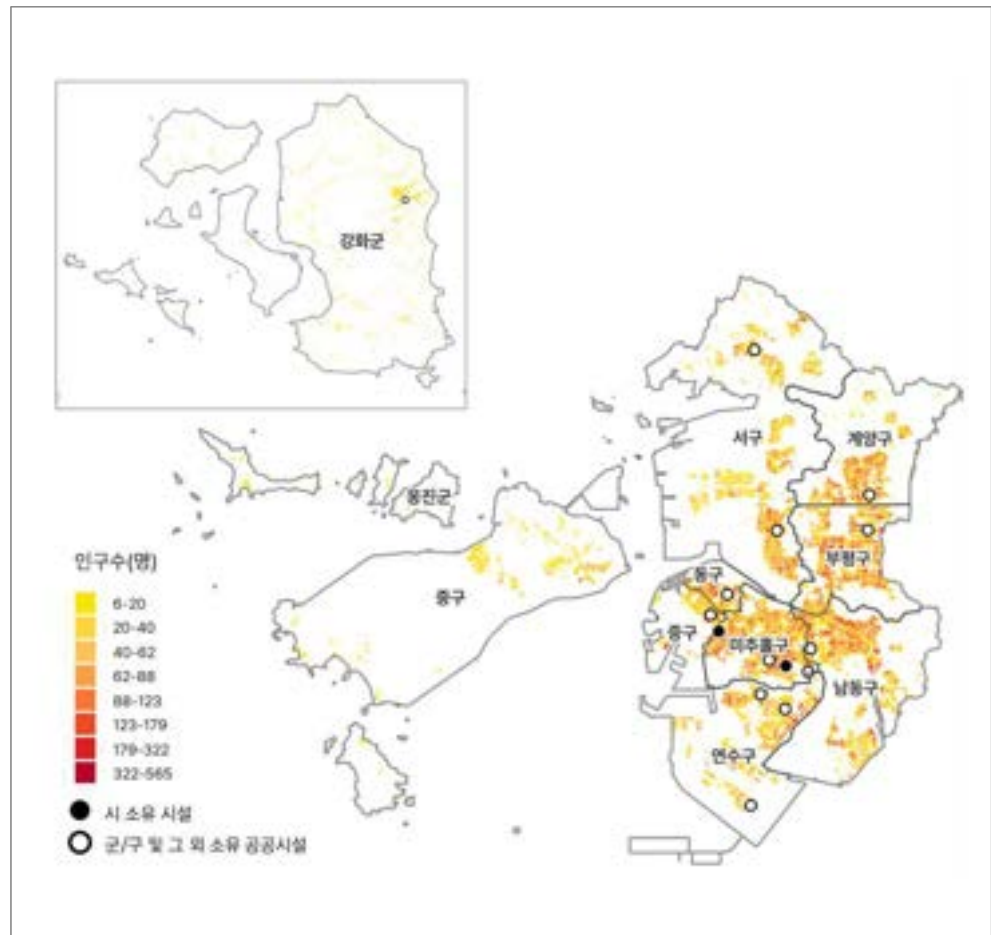 강화군
서구
계양구
옹진군
인구수(명)
부평구
동구
중구
6-20
20-40
중구
미추홀구
40-62
62-88
88-123
남동구
123-179
179-322
연수구
322-565
시 소유 시설
군/구 및 그 외 소유 공공시설